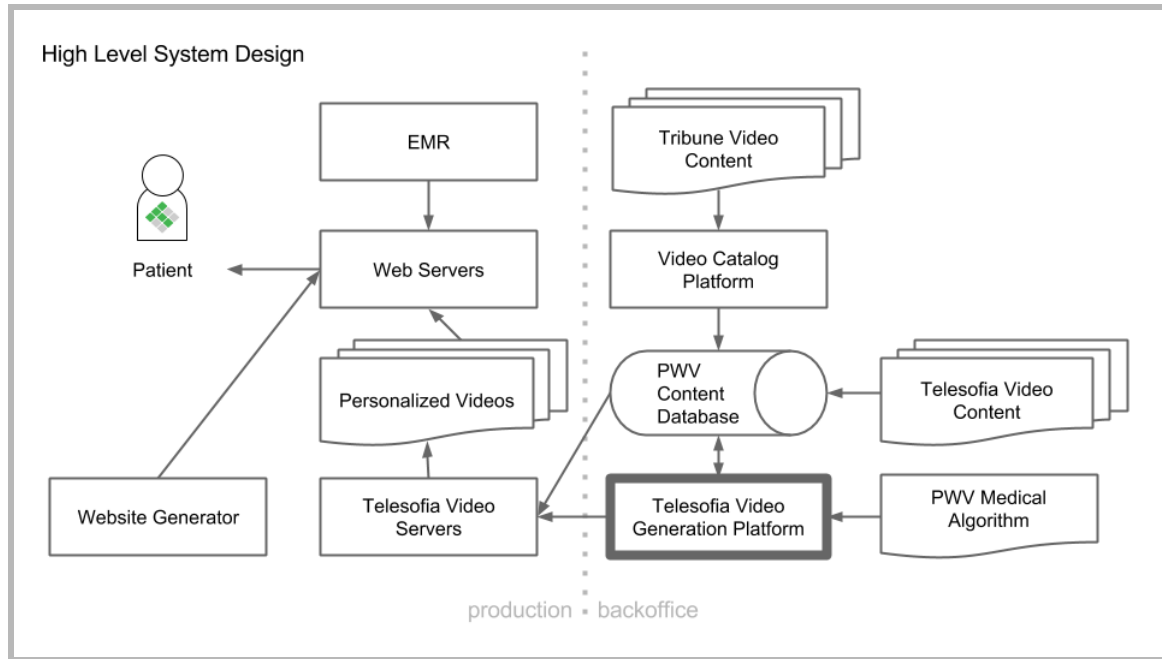 High Level System Design
EMR
Tribune Video
Content
Patient
Web Servers
Video Catalog
Platform
Personalized Videos
PWV
Content
Database
Telesofia Video
Content
Website Generator
Telesofia Video
Servers
Telesofia Video
Generation Platform
PWV Medical
Algorithm
production
backoffice